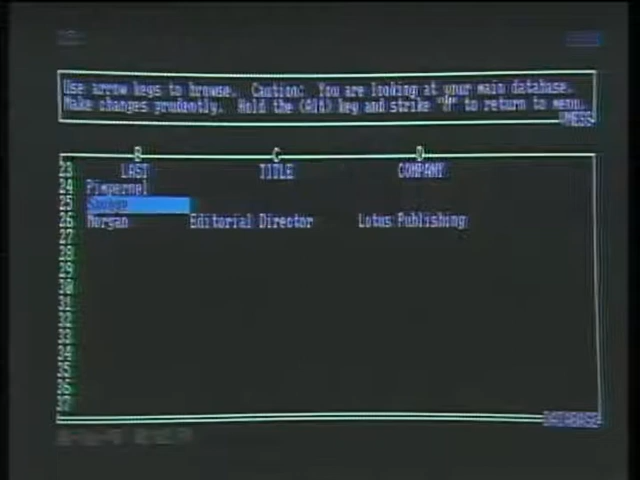 Use arrow keys to browse. Caution: You are looking at your main database.
Make changes prudently. Hold the (Alt) key and strike to return to menu.
MESS
B C D
23 LAST TITLE COMPANY
24 Pimpernel
25
26 Morgan Editorial Director Lotus Publishing
27
28
29
30
31
32
33
34
35
36
37
DATABASE